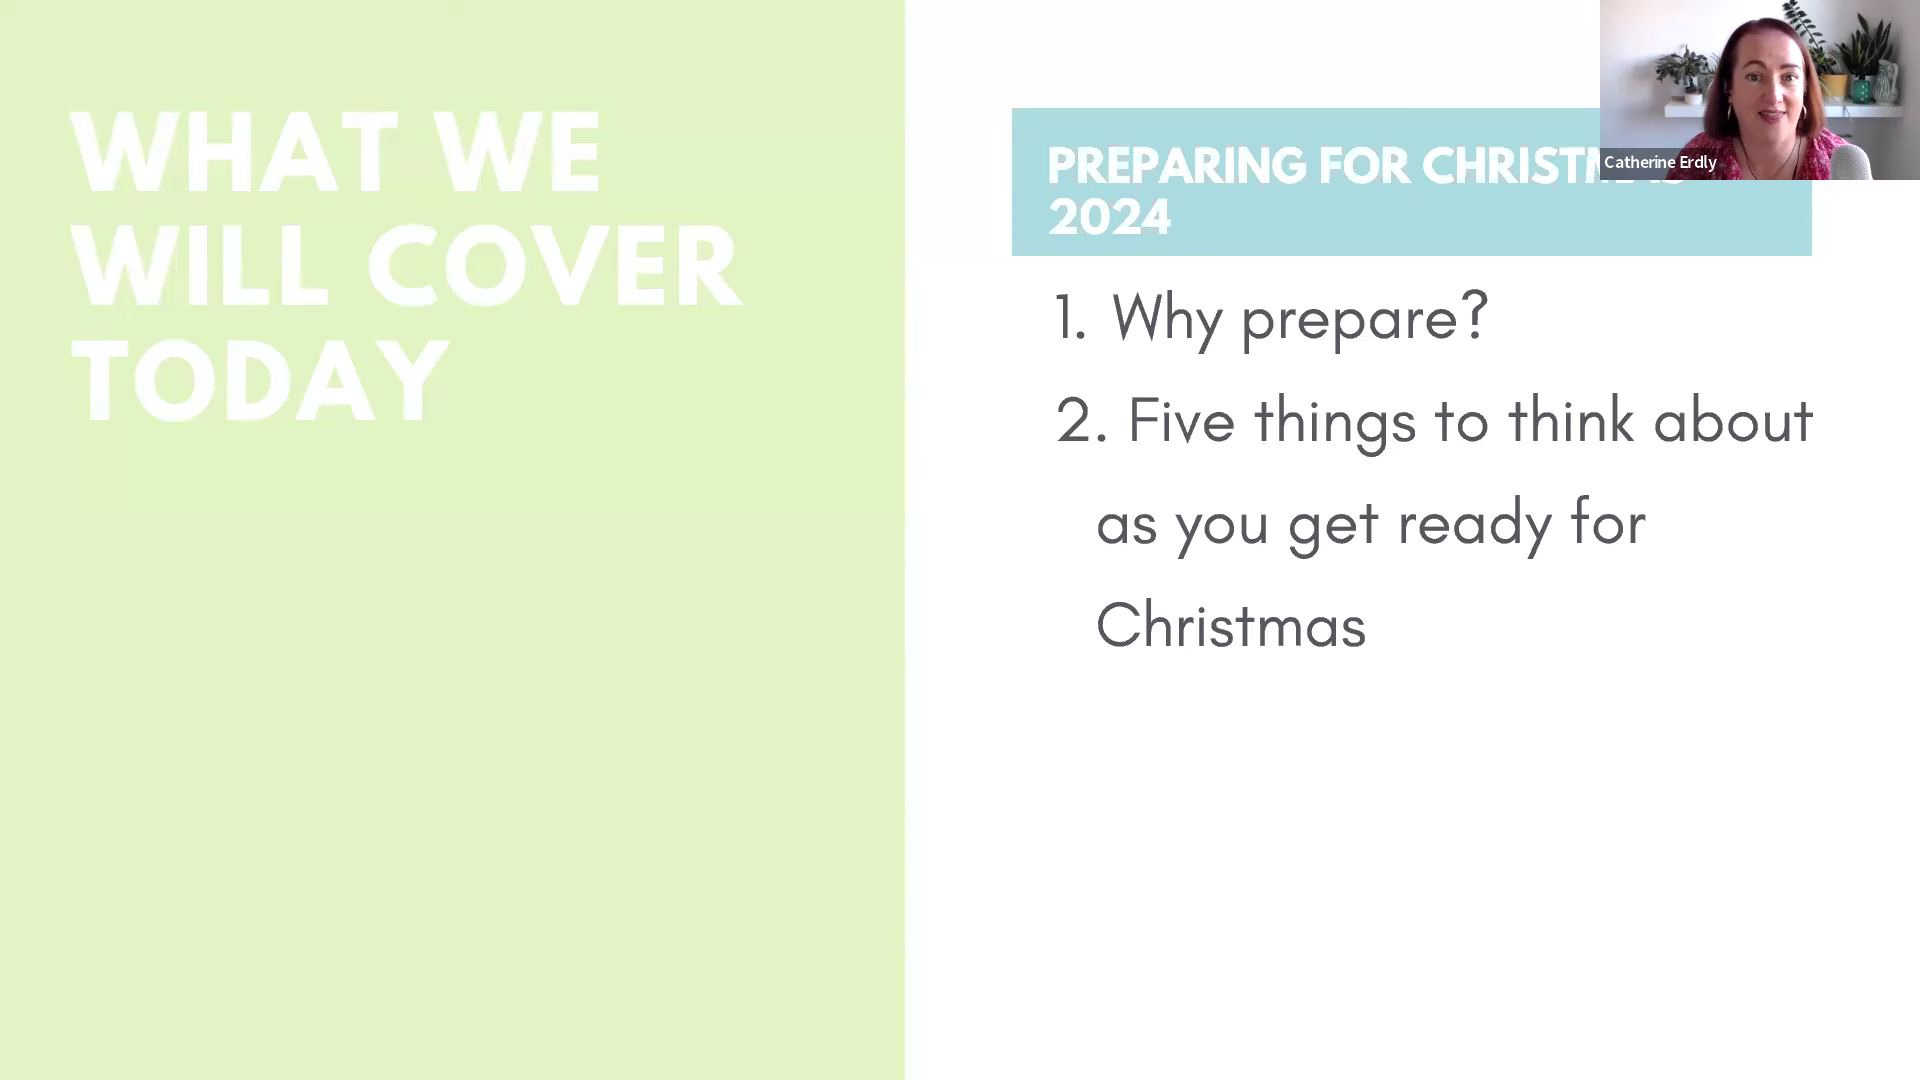 WHAT WE
WILL COVER
TODAY
PREPARING FOR CHRISTMAS
2024
Catherine Erdly
1. Why prepare?
2. Five things to think about
as you get ready for
Christmas